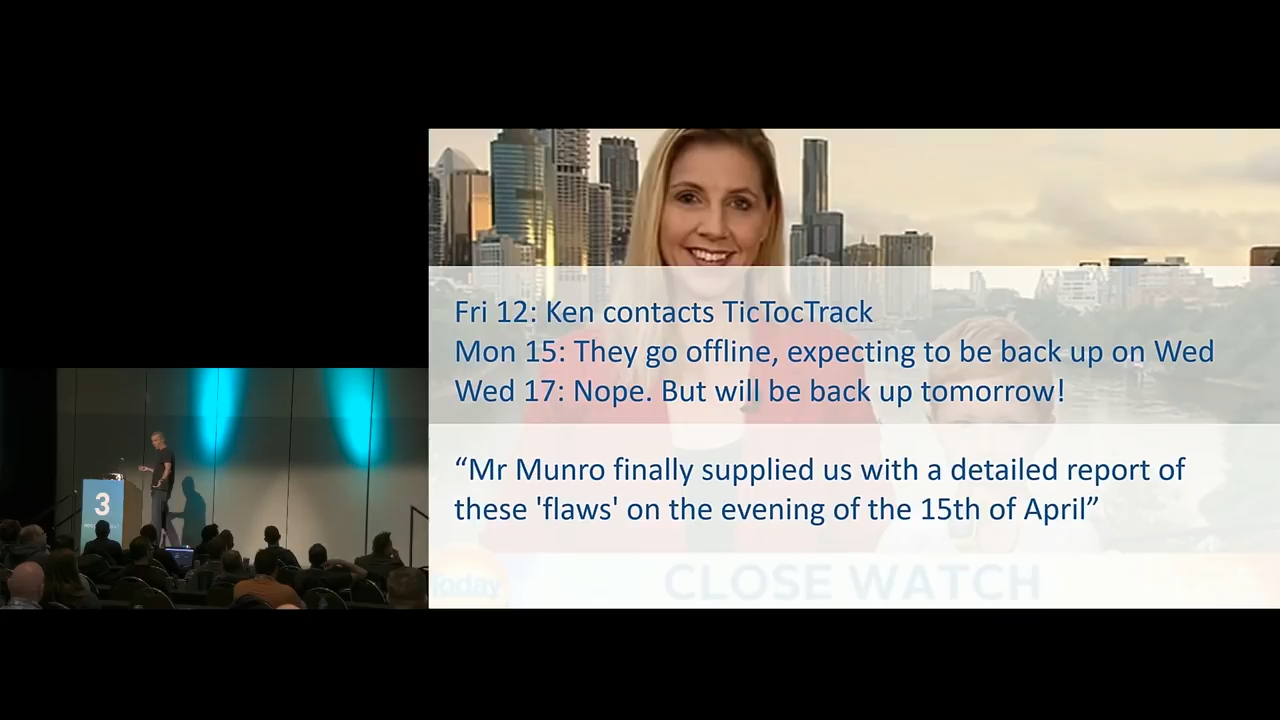 Fri 12: Ken contacts TicTocTrack
Mon 15: They go offline, expecting to be back up on Wed
Wed 17: Nope. But will be back up tomorrow!
“Mr Munro finally supplied us with a detailed report of
these 'flaws' on the evening of the 15th of April”
Today
CLOSE WATCH
3